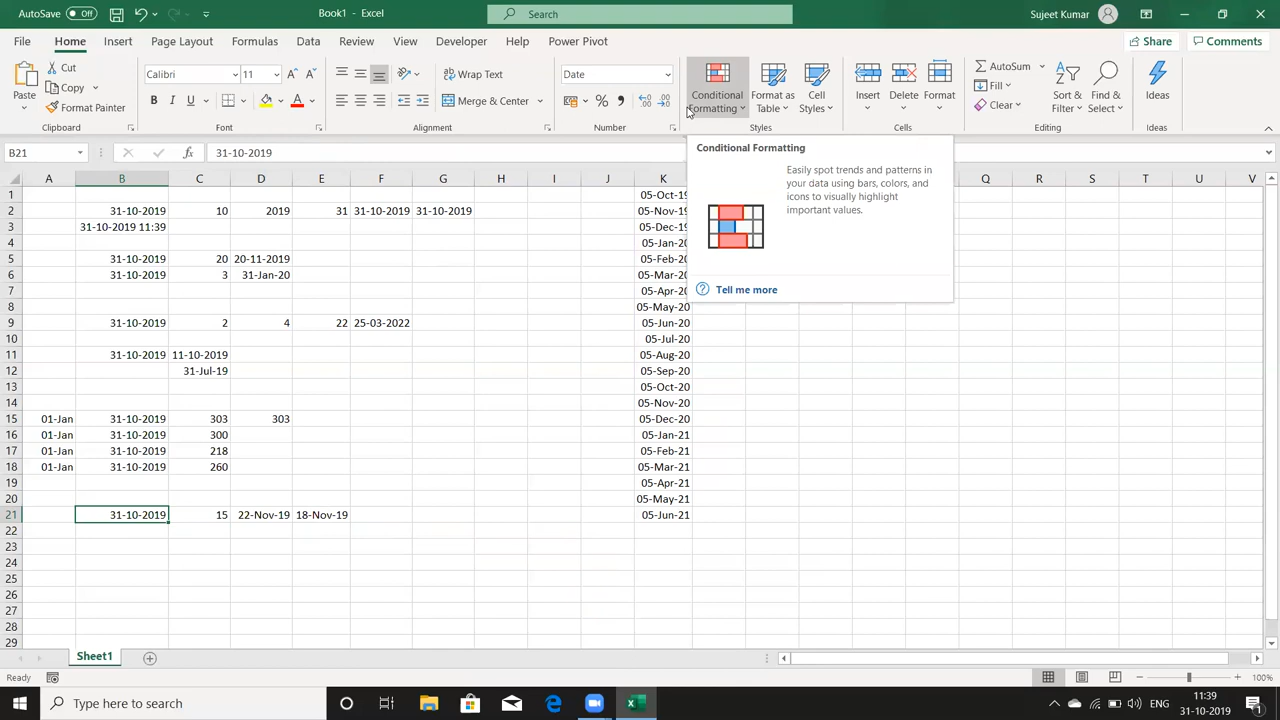 AutoSave Off Book1 - Excel Search Sujeet Kumar
File Home Insert Page Layout Formulas Data Review View Developer Help Power Pivot Share Comments
Paste Cut Copy Format Painter Clipboard
Calibri 11 A A B I U A Font
Wrap Text Merge & Center Alignment
Date % , Number
Conditional Formatting Format as Table Cell Styles Styles
Insert Delete Format Cells
AutoSum Fill Clear Sort & Filter Find & Select Editing
Ideas Ideas
B21 fx 31-10-2019
Conditional Formatting
Easily spot trends and patterns in
your data using bars, colors, and
icons to visually highlight
important values.
Tell me more
A B C D E F G H I J K Q R S T U V
1 05-Oct-19
2 31-10-2019 10 2019 31 31-10-2019 31-10-2019 05-Nov-19
3 31-10-2019 11:39 05-Dec-19
4 05-Jan-20
5 31-10-2019 20 20-11-2019 05-Feb-20
6 31-10-2019 3 31-Jan-20 05-Mar-20
7 05-Apr-20
8 05-May-20
9 31-10-2019 2 4 22 25-03-2022 05-Jun-20
10 05-Jul-20
11 31-10-2019 11-10-2019 05-Aug-20
12 31-Jul-19 05-Sep-20
13 05-Oct-20
14 05-Nov-20
15 01-Jan 31-10-2019 303 303 05-Dec-20
16 01-Jan 31-10-2019 300 05-Jan-21
17 01-Jan 31-10-2019 218 05-Feb-21
18 01-Jan 31-10-2019 260 05-Mar-21
19 05-Apr-21
20 05-May-21
21 31-10-2019 15 22-Nov-19 18-Nov-19 05-Jun-21
22
23
24
25
26
27
28
29
Sheet1
Ready 100%
Type here to search ENG 11:39
31-10-2019